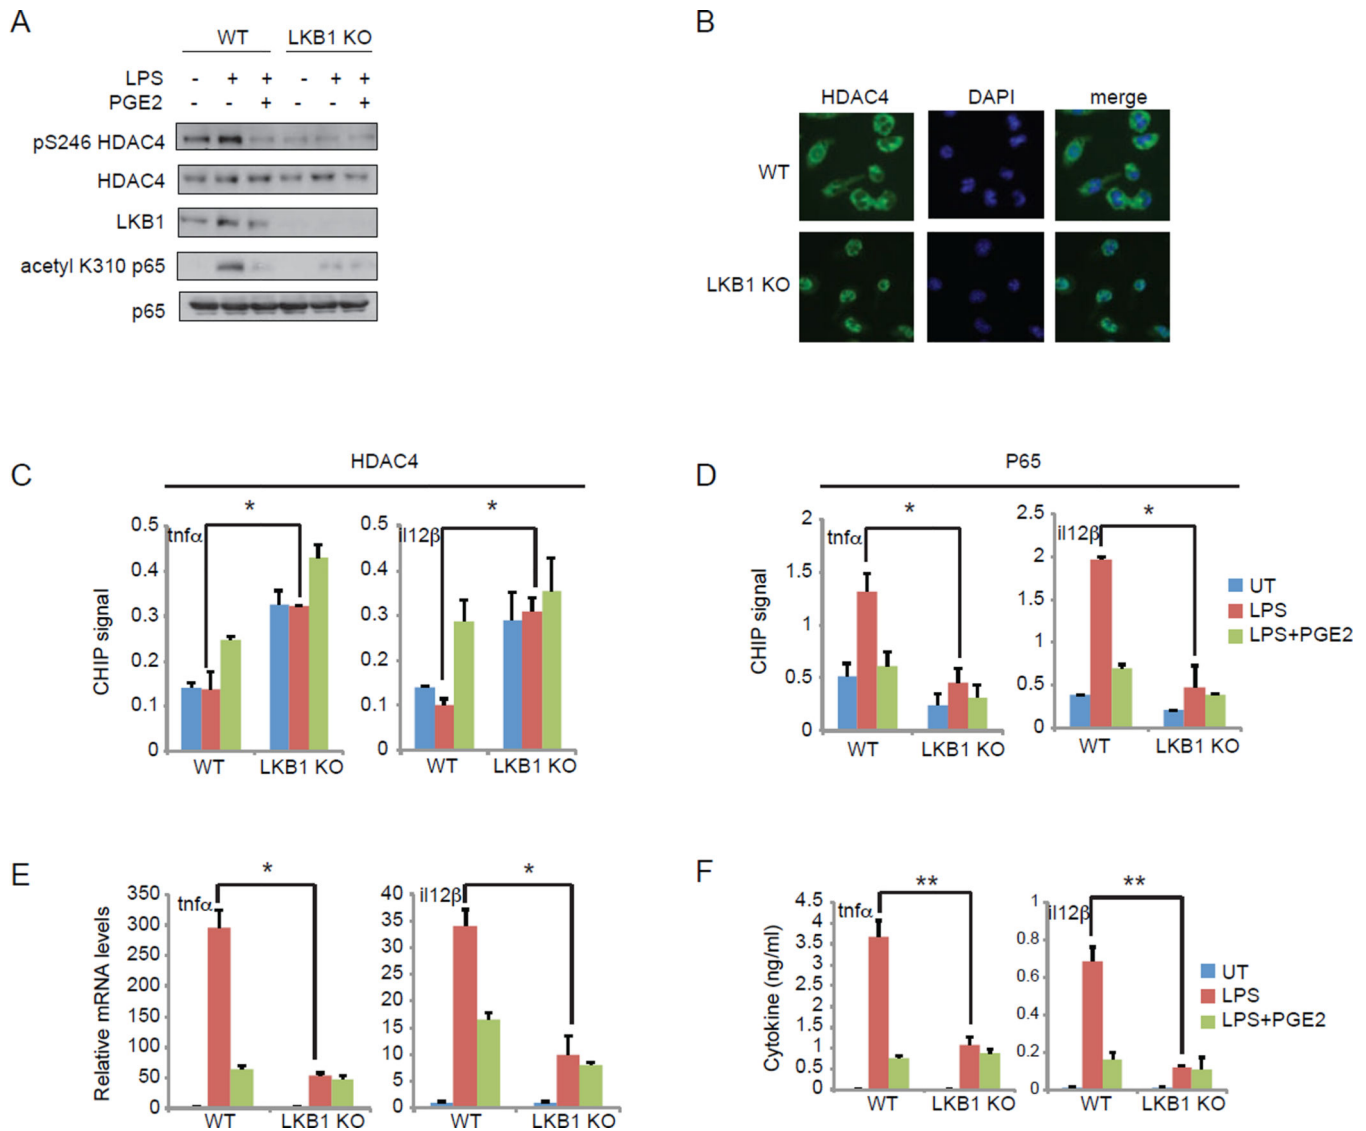 A
WT LKB1 KO
LPS - + + - + +
PGE2 - - + - - +
pS246 HDAC4
HDAC4
LKB1
acetyl K310 p65
p65
B
HDAC4 DAPI merge
WT
LKB1 KO
C
HDAC4
CHIP signal
tnfα
*
0.5
0.4
0.3
0.2
0.1
0
WT LKB1 KO
il12β
*
0.5
0.4
0.3
0.2
0.1
0
WT LKB1 KO
D
P65
CHIP signal
tnfα
*
2
1.5
1
0.5
0
WT LKB1 KO
il12β
*
2.5
2
1.5
1
0.5
0
WT LKB1 KO
UT
LPS
LPS+PGE2
E
Relative mRNA levels
tnfα
*
350
300
250
200
150
100
50
0
WT LKB1 KO
il12β
*
40
35
30
25
20
15
10
5
0
WT LKB1 KO
F
Cytokine (ng/ml)
tnfα
**
4.5
4
3.5
3
2.5
2
1.5
1
0.5
0
WT LKB1 KO
il12β
**
1
0.8
0.6
0.4
0.2
0
WT LKB1 KO
UT
LPS
LPS+PGE2